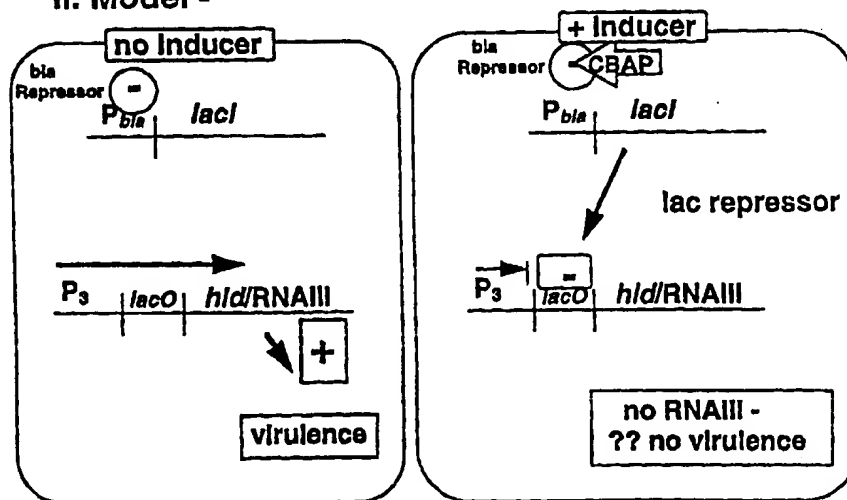 II. Model -
no Inducer
bla
Repressor
-
Pbla lacI
P3 lacO hld/RNAIII
+
virulence
+ Inducer
bla
Repressor
- CBAP
Pbla lacI
lac repressor
-
P3 lacO hld/RNAIII
no RNAIII -
?? no virulence